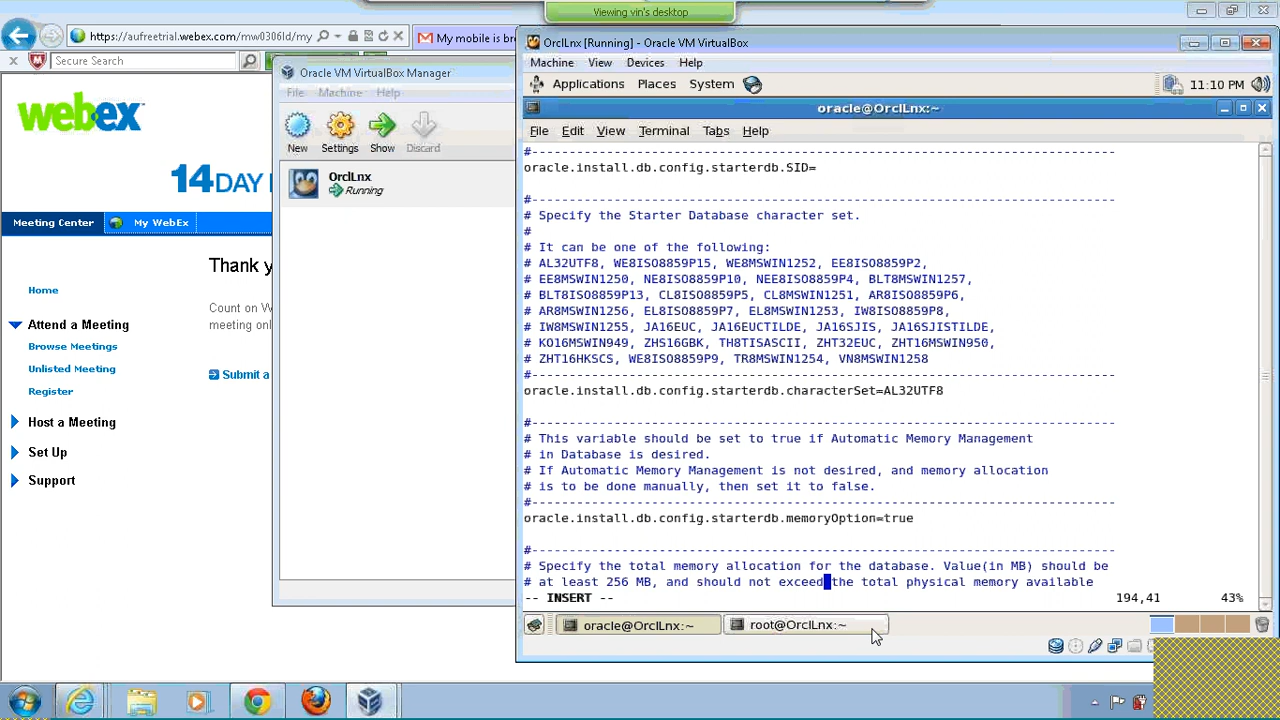 Viewing vin's desktop
https://aufreetrial.webex.com/mw0306ld/my
My mobile is br
Secure Search
webex
14 DAY
Meeting Center
My WebEx
Thank y
Count on W
meeting onl
Submit a
Home
Attend a Meeting
Browse Meetings
Unlisted Meeting
Register
Host a Meeting
Set Up
Support
Oracle VM VirtualBox Manager
File Machine Help
New Settings Show Discard
OrclLnx
Running
OrclLnx [Running] - Oracle VM VirtualBox
Machine View Devices Help
Applications Places System
11:10 PM
oracle@OrclLnx:~
File Edit View Terminal Tabs Help
#-------------------------------------------------------------------------------
oracle.install.db.config.starterdb.SID=
#-------------------------------------------------------------------------------
# Specify the Starter Database character set.
#
# It can be one of the following:
# AL32UTF8, WE8ISO8859P15, WE8MSWIN1252, EE8ISO8859P2,
# EE8MSWIN1250, NE8ISO8859P10, NEE8ISO8859P4, BLT8MSWIN1257,
# BLT8ISO8859P13, CL8ISO8859P5, CL8MSWIN1251, AR8ISO8859P6,
# AR8MSWIN1256, EL8ISO8859P7, EL8MSWIN1253, IW8ISO8859P8,
# IW8MSWIN1255, JA16EUC, JA16EUCTILDE, JA16SJIS, JA16SJISTILDE,
# KO16MSWIN949, ZHS16GBK, TH8TISASCII, ZHT32EUC, ZHT16MSWIN950,
# ZHT16HKSCS, WE8ISO8859P9, TR8MSWIN1254, VN8MSWIN1258
#-------------------------------------------------------------------------------
oracle.install.db.config.starterdb.characterSet=AL32UTF8
#-------------------------------------------------------------------------------
# This variable should be set to true if Automatic Memory Management
# in Database is desired.
# If Automatic Memory Management is not desired, and memory allocation
# is to be done manually, then set it to false.
#-------------------------------------------------------------------------------
oracle.install.db.config.starterdb.memoryOption=true
#-------------------------------------------------------------------------------
# Specify the total memory allocation for the database. Value(in MB) should be
# at least 256 MB, and should not exceed the total physical memory available
-- INSERT -- 194,41 43%
oracle@OrclLnx:~
root@OrclLnx:~